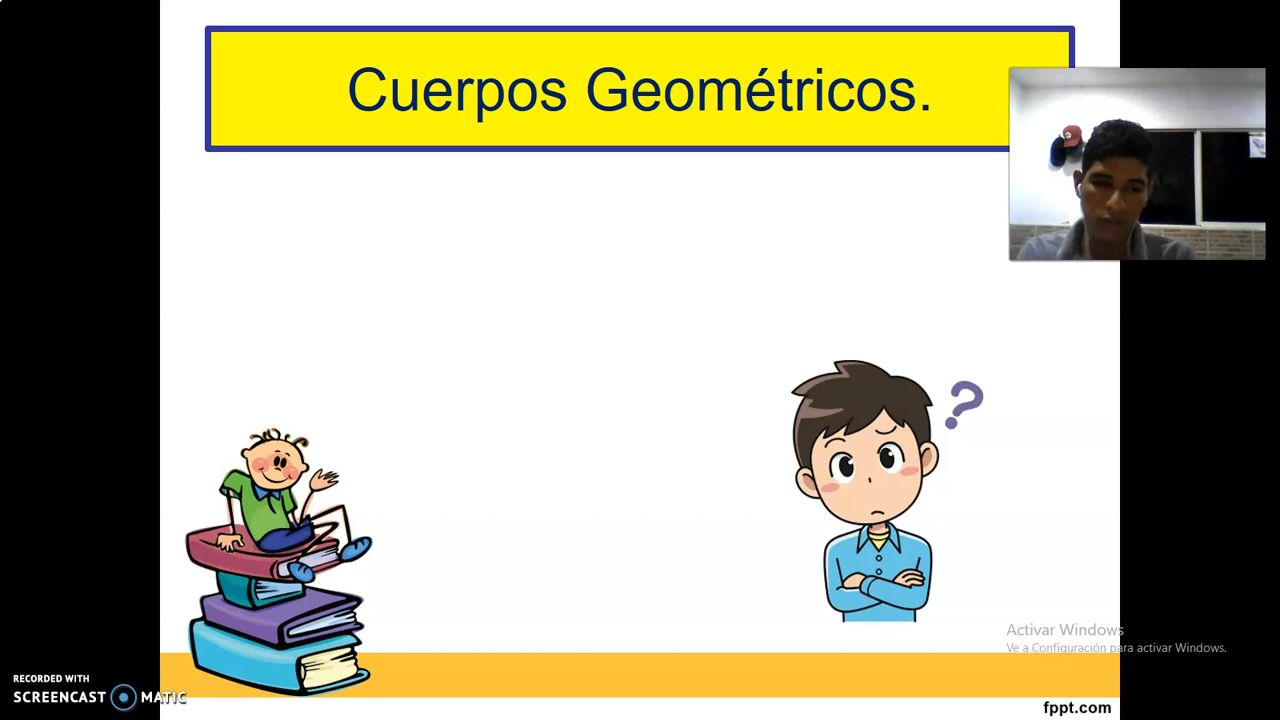 Cuerpos Geométricos.
?
Activar Windows
Ve a Configuración para activar Windows.
RECORDED WITH
SCREENCAST MATIC
fppt.com